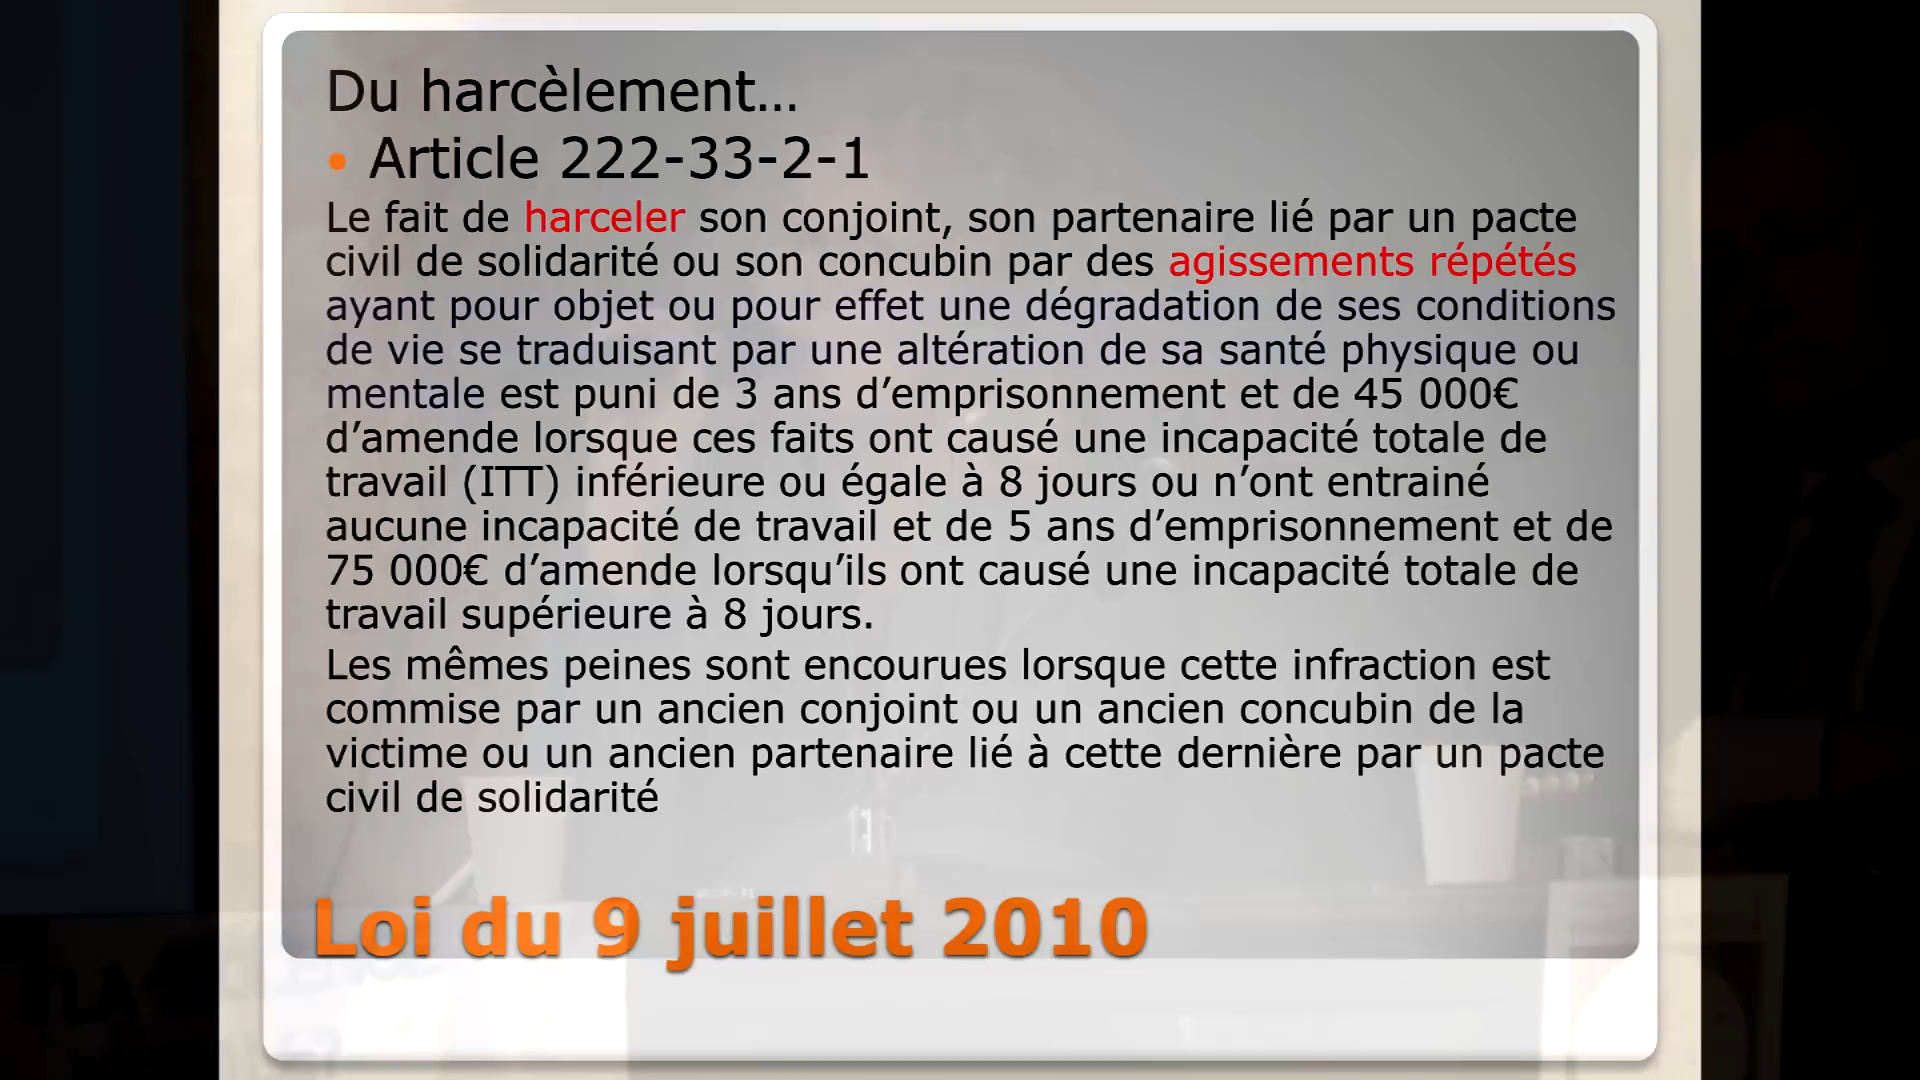 Du harcèlement…
• Article 222-33-2-1
Le fait de harceler son conjoint, son partenaire lié par un pacte
civil de solidarité ou son concubin par des agissements répétés
ayant pour objet ou pour effet une dégradation de ses conditions
de vie se traduisant par une altération de sa santé physique ou
mentale est puni de 3 ans d’emprisonnement et de 45 000€
d’amende lorsque ces faits ont causé une incapacité totale de
travail (ITT) inférieure ou égale à 8 jours ou n’ont entrainé
aucune incapacité de travail et de 5 ans d’emprisonnement et de
75 000€ d’amende lorsqu’ils ont causé une incapacité totale de
travail supérieure à 8 jours.
Les mêmes peines sont encourues lorsque cette infraction est
commise par un ancien conjoint ou un ancien concubin de la
victime ou un ancien partenaire lié à cette dernière par un pacte
civil de solidarité
Loi du 9 juillet 2010